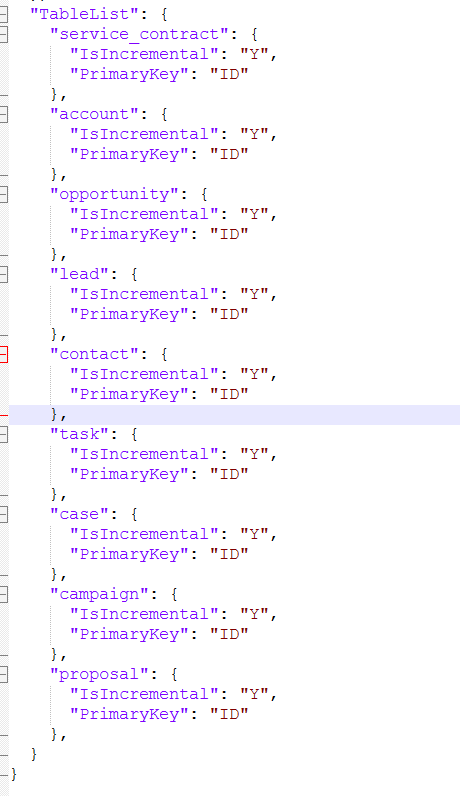 "TableList": {
"service_contract": {
"IsIncremental": "Y",
"PrimaryKey": "ID"
},
"account": {
"IsIncremental": "Y",
"PrimaryKey": "ID"
},
"opportunity": {
"IsIncremental": "Y",
"PrimaryKey": "ID"
},
"lead": {
"IsIncremental": "Y",
"PrimaryKey": "ID"
},
"contact": {
"IsIncremental": "Y",
"PrimaryKey": "ID"
},
"task": {
"IsIncremental": "Y",
"PrimaryKey": "ID"
},
"case": {
"IsIncremental": "Y",
"PrimaryKey": "ID"
},
"campaign": {
"IsIncremental": "Y",
"PrimaryKey": "ID"
},
"proposal": {
"IsIncremental": "Y",
"PrimaryKey": "ID"
},
}
}